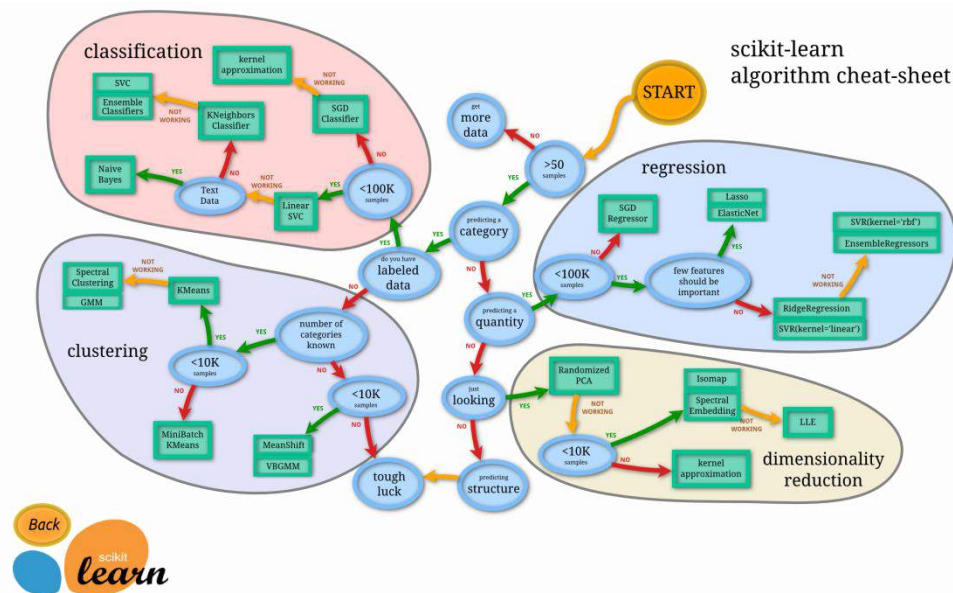 scikit-learn
algorithm cheat-sheet
START
classification
kernel
approximation
NOT
WORKING
SVC
Ensemble
Classifiers
NOT
WORKING
KNeighbors
Classifier
SGD
Classifier
NO
Naive
Bayes
YES
Text
Data
NO
NOT
WORKING
Linear
SVC
YES
<100K
samples
YES
get
more
data
NO
>50
samples
YES
predicting a
category
YES
do you have
labeled
data
NO
NO
regression
SGD
Regressor
NO
Lasso
ElasticNet
YES
SVR(kernel='rbf')
EnsembleRegressors
NOT
WORKING
<100K
samples
YES
few features
should be
important
NO
RidgeRegression
SVR(kernel='linear')
predicting a
quantity
YES
NO
clustering
Spectral
Clustering
GMM
NOT
WORKING
KMeans
YES
number of
categories
known
YES
NO
<10K
samples
NO
MiniBatch
KMeans
<10K
samples
YES
MeanShift
VBGMM
NO
tough
luck
just
looking
YES
NO
predicting
structure
Randomized
PCA
NOT
WORKING
Isomap
Spectral
Embedding
YES
NOT
WORKING
LLE
<10K
samples
NO
kernel
approximation
dimensionality
reduction
Back
scikit
learn